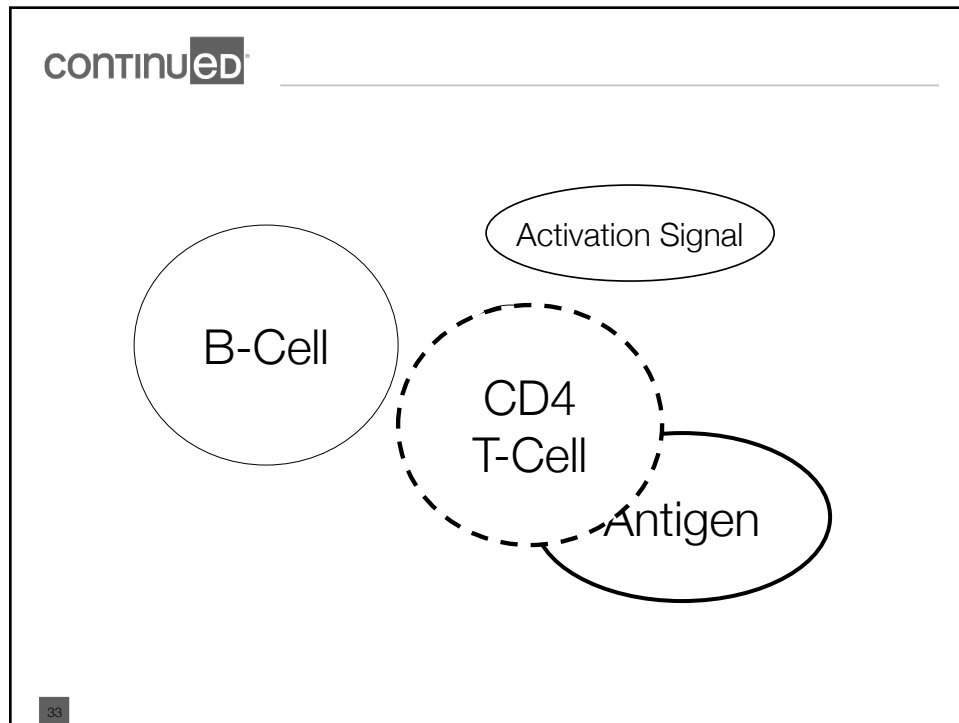 continued®
Activation Signal
B-Cell
CD4
T-Cell
Antigen
33